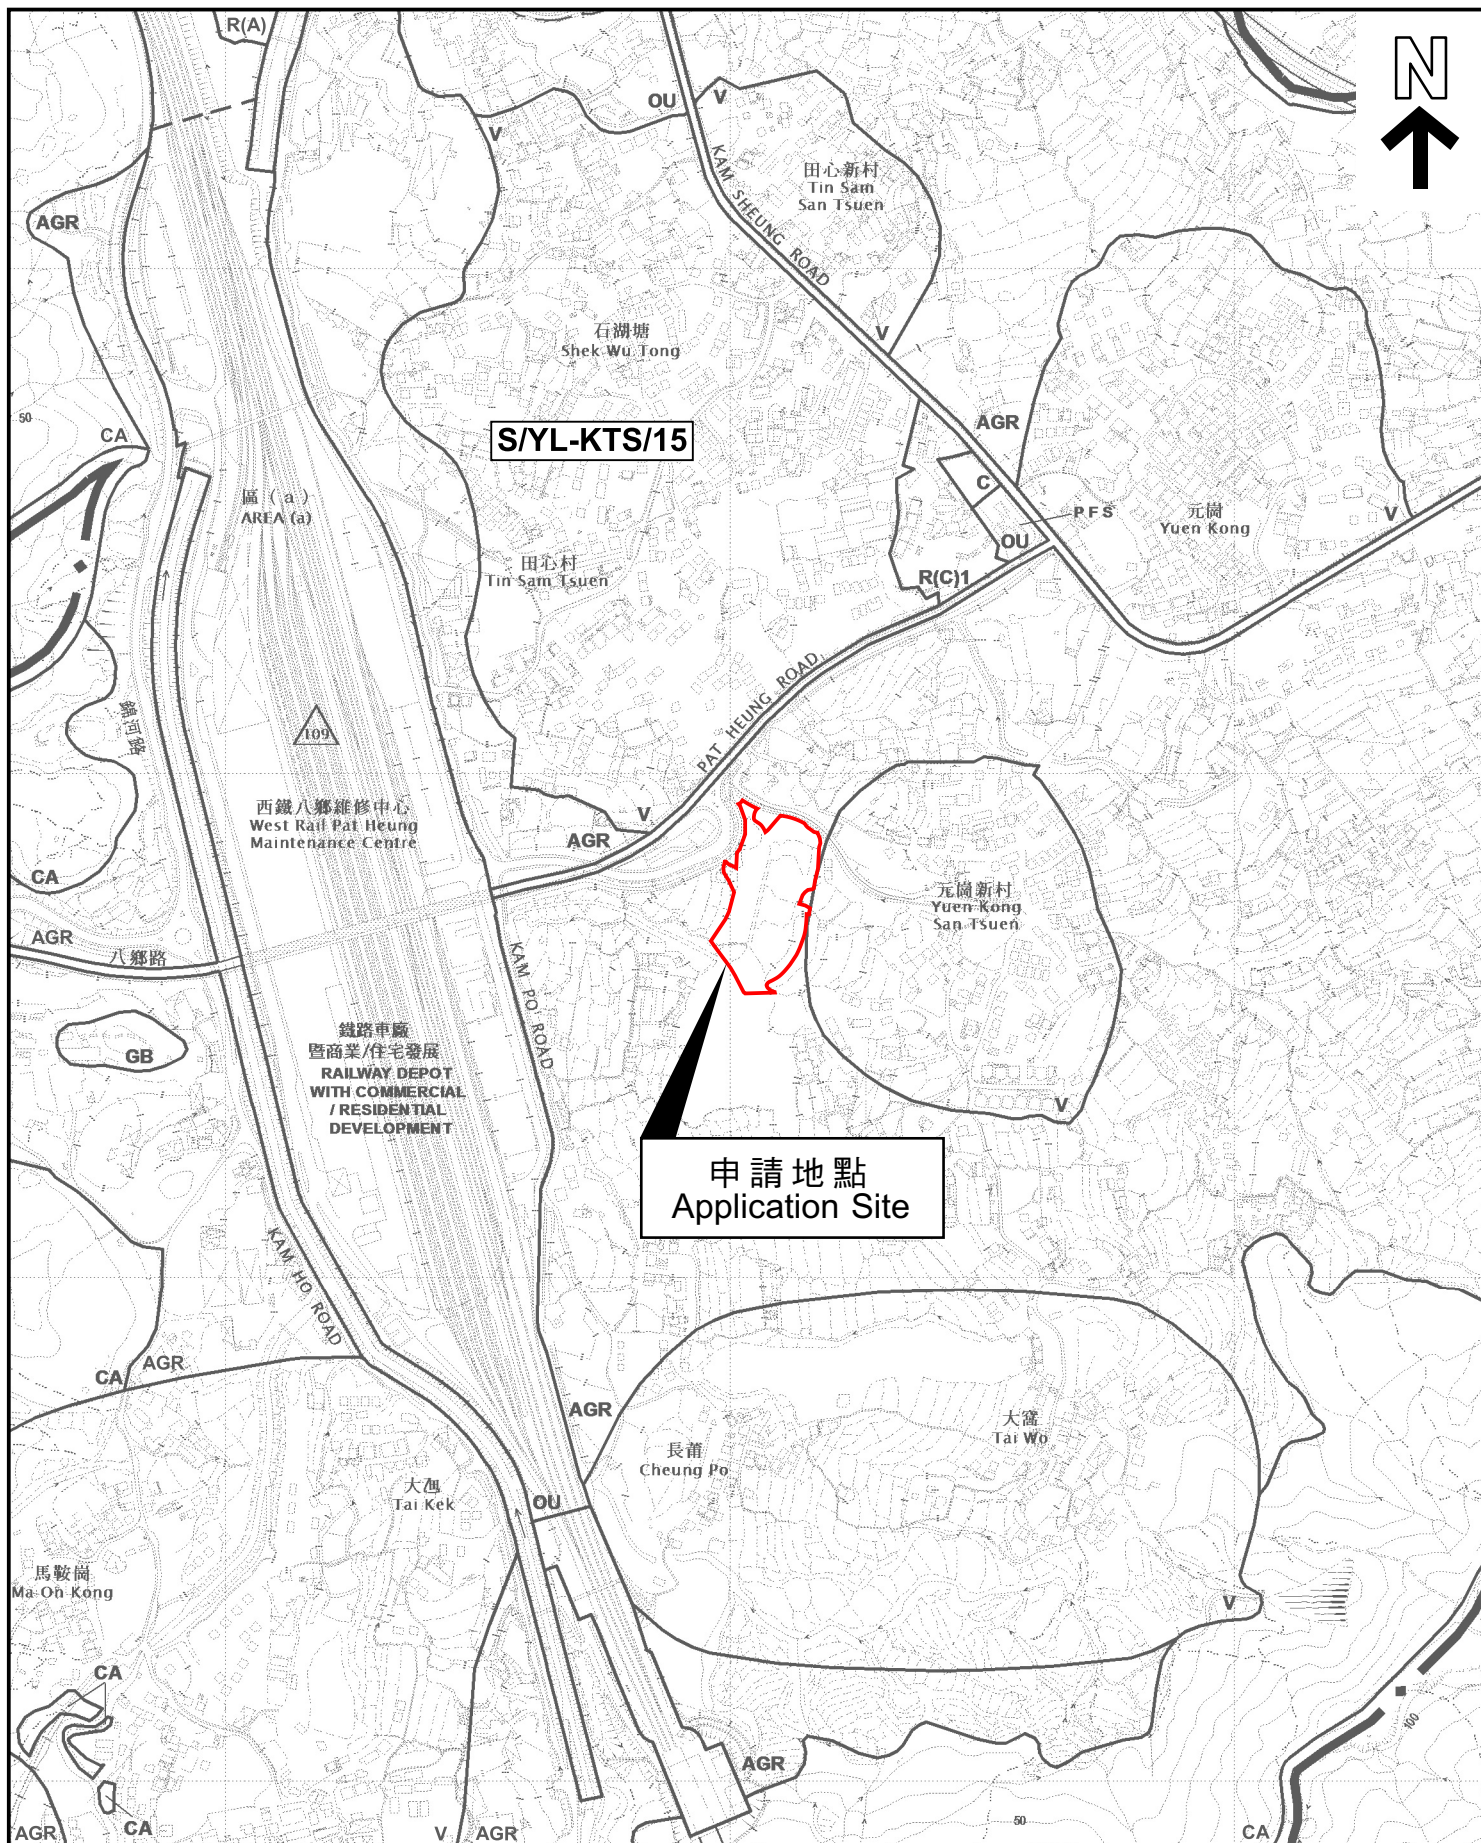 R(A)
N
OU
V
V
KAM SHEUNG ROAD
田心新村
Tin Sam
San Tsuen
AGR
石湖塘
Shek Wu Tong
V
50
CA
S/YL-KTS/15
AGR
C
PFS
OU
元崗
Yuen Kong
V
區 (a)
AREA (a)
田心村
Tin Sam Tsuen
R(C)1
PAT HEUNG ROAD
錦河路
109
西鐵八鄉維修中心
West Rail Pat Heung
Maintenance Centre
V
AGR
CA
元崗新村
Yuen Kong
San Tsuen
AGR
八鄉路
KAM PO ROAD
鐵路車廠
暨商業/住宅發展
RAILWAY DEPOT
WITH COMMERCIAL
/ RESIDENTIAL
DEVELOPMENT
GB
V
申請地點
Application Site
KAM HO ROAD
CA
AGR
AGR
長莆
Cheung Po
大窩
Tai Wo
Tai Kek
OU
馬鞍崗
Ma On Kong
V
CA
100
AGR
50
CA
AGR
V
AGR
CA